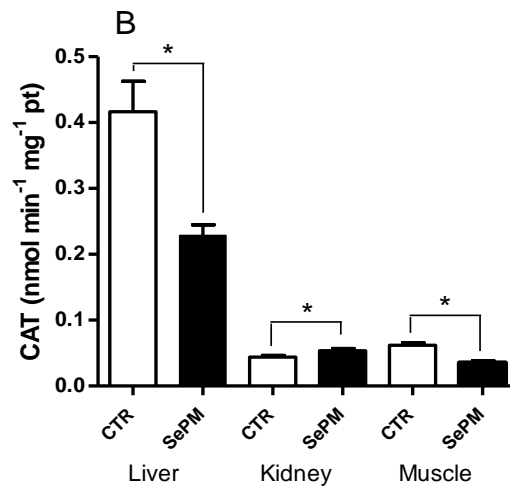 B
CAT (nmol min⁻¹ mg⁻¹ pt)
0.5
0.4
0.3
0.2
0.1
0.0
*
*
*
CTR SePM CTR SePM CTR SePM
Liver Kidney Muscle